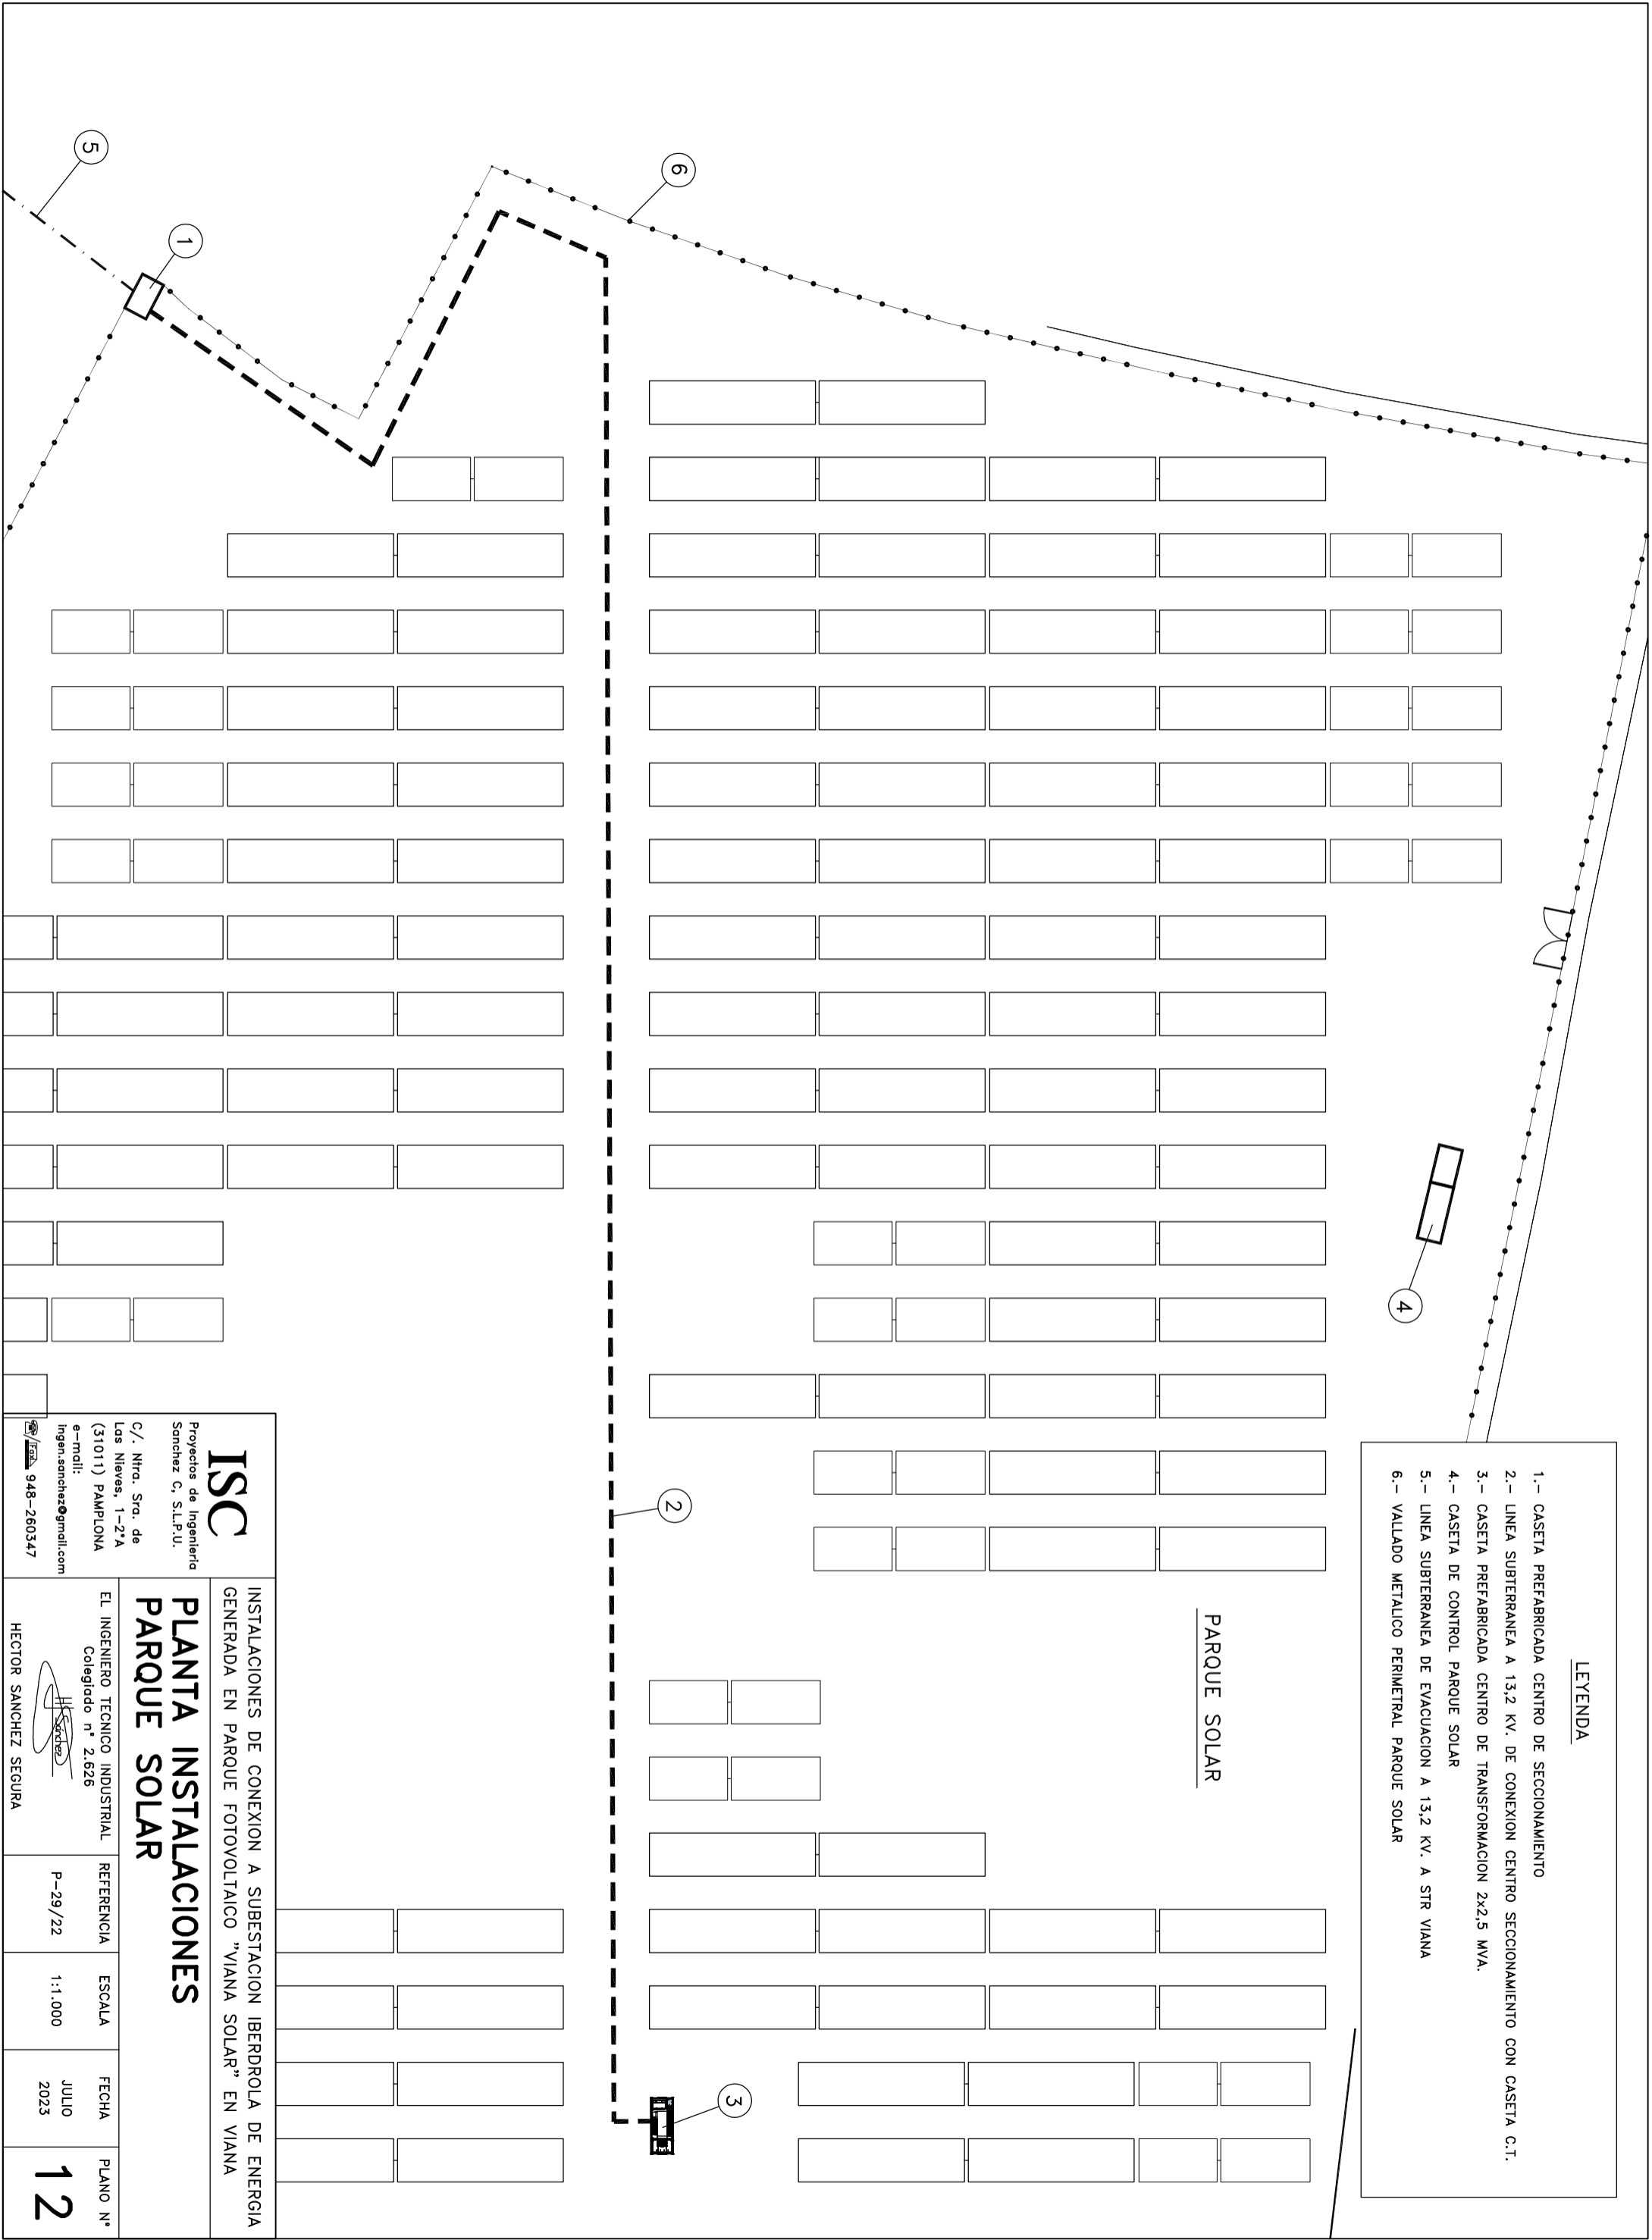 LEYENDA
1.- CASETA PREFABRICADA CENTRO DE SECCIONAMIENTO
2.- LINEA SUBTERRANEA A 13,2 KV. DE CONEXION CENTRO SECCIONAMIENTO CON CASETA C.T.
3.- CASETA PREFABRICADA CENTRO DE TRANSFORMACION 2x2,5 MVA.
4.- CASETA DE CONTROL PARQUE SOLAR
5.- LINEA SUBTERRANEA DE EVACUACION A 13,2 KV. A STR VIANA
6.- VALLADO METALICO PERIMETRAL PARQUE SOLAR
4
PARQUE SOLAR
3
6
2
1
5
ISC
Proyectos de Ingenieria
Sanchez C, S.L.P.U.
C/. Ntra. Sra. de
Las Nieves, 1-2ºA
(31011) PAMPLONA
e-mail:
ingen.sanchez@gmail.com
/Fax 948-260347
INSTALACIONES DE CONEXION A SUBESTACION IBERDROLA DE ENERGIA
GENERADA EN PARQUE FOTOVOLTAICO "VIANA SOLAR" EN VIANA
PLANTA INSTALACIONES
PARQUE SOLAR
EL INGENIERO TECNICO INDUSTRIAL
Colegiado nº 2.626
HECTOR SANCHEZ SEGURA
REFERENCIA
P-29/22
ESCALA
1:1.000
FECHA
JULIO
2023
PLANO Nº
12